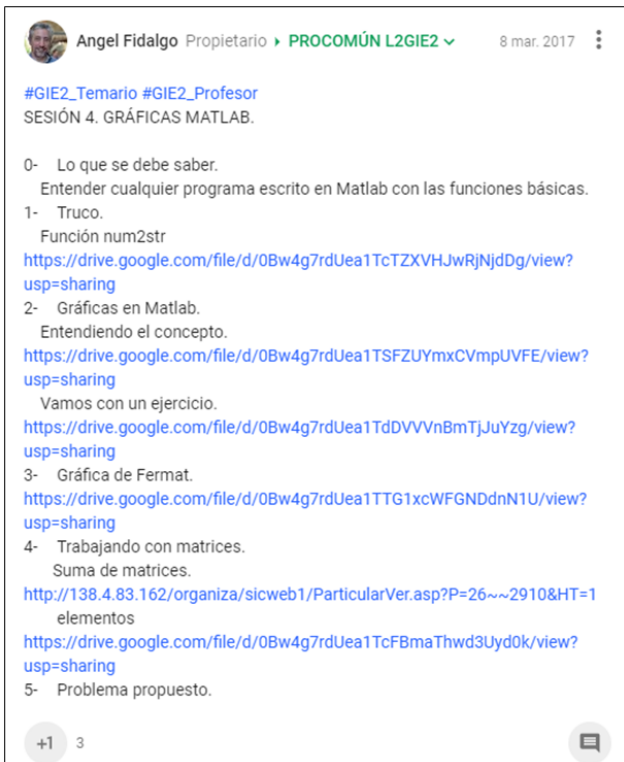 Angel Fidalgo Propietario ▸ PROCOMÚN L2GIE2 8 mar. 2017
#GIE2_Temario #GIE2_Profesor
SESIÓN 4. GRÁFICAS MATLAB.
0- Lo que se debe saber.
Entender cualquier programa escrito en Matlab con las funciones básicas.
1- Truco.
Función num2str
https://drive.google.com/file/d/0Bw4g7rdUea1TcTZXVHJwRjNjdDg/view?
usp=sharing
2- Gráficas en Matlab.
Entendiendo el concepto.
https://drive.google.com/file/d/0Bw4g7rdUea1TSFZUYmxCVmpUVFE/view?
usp=sharing
Vamos con un ejercicio.
https://drive.google.com/file/d/0Bw4g7rdUea1TdDVVVnBmTjJuYzg/view?
usp=sharing
3- Gráfica de Fermat.
https://drive.google.com/file/d/0Bw4g7rdUea1TTG1xcWFGNDdnN1U/view?
usp=sharing
4- Trabajando con matrices.
Suma de matrices.
http://138.4.83.162/organiza/sicweb1/ParticularVer.asp?P=26~~2910&HT=1
elementos
https://drive.google.com/file/d/0Bw4g7rdUea1TcFBmaThwd3Uyd0k/view?
usp=sharing
5- Problema propuesto.
+1 3